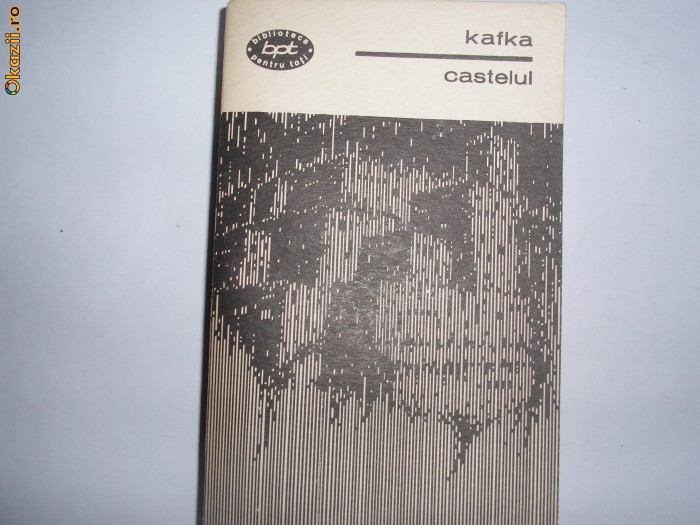 Okazii.ro
biblioteca
bpt
pentru toți
kafka
castelul